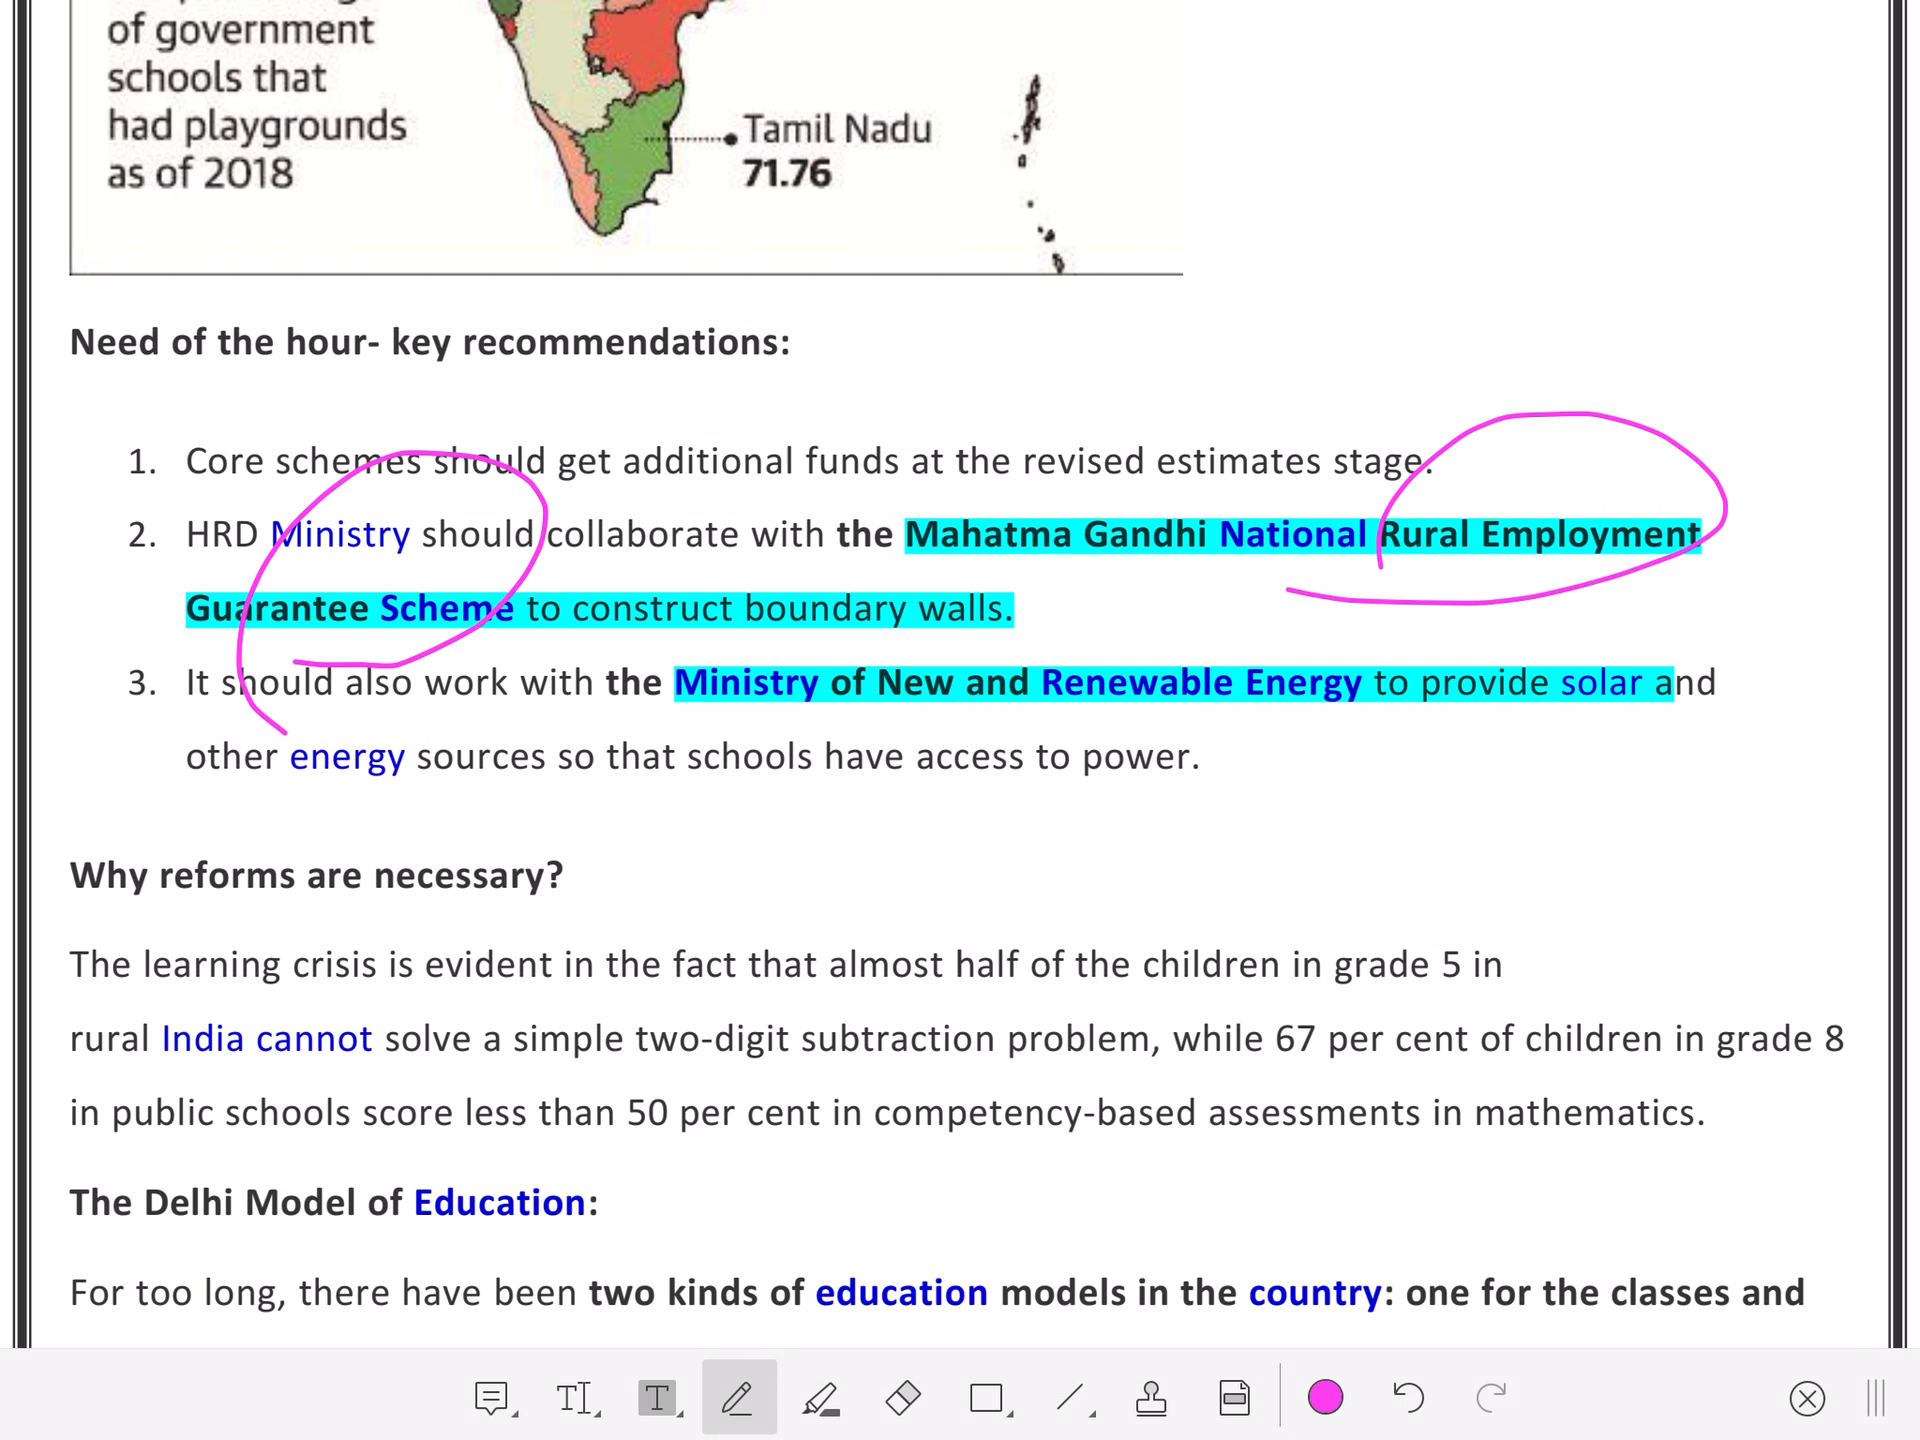 of government
schools that
had playgrounds
as of 2018
Tamil Nadu
71.76
Need of the hour- key recommendations:
1. Core schemes should get additional funds at the revised estimates stage.
2. HRD Ministry should collaborate with the Mahatma Gandhi National Rural Employment
Guarantee Scheme to construct boundary walls.
3. It should also work with the Ministry of New and Renewable Energy to provide solar and
other energy sources so that schools have access to power.
Why reforms are necessary?
The learning crisis is evident in the fact that almost half of the children in grade 5 in
rural India cannot solve a simple two-digit subtraction problem, while 67 per cent of children in grade 8
in public schools score less than 50 per cent in competency-based assessments in mathematics.
The Delhi Model of Education:
For too long, there have been two kinds of education models in the country: one for the classes and